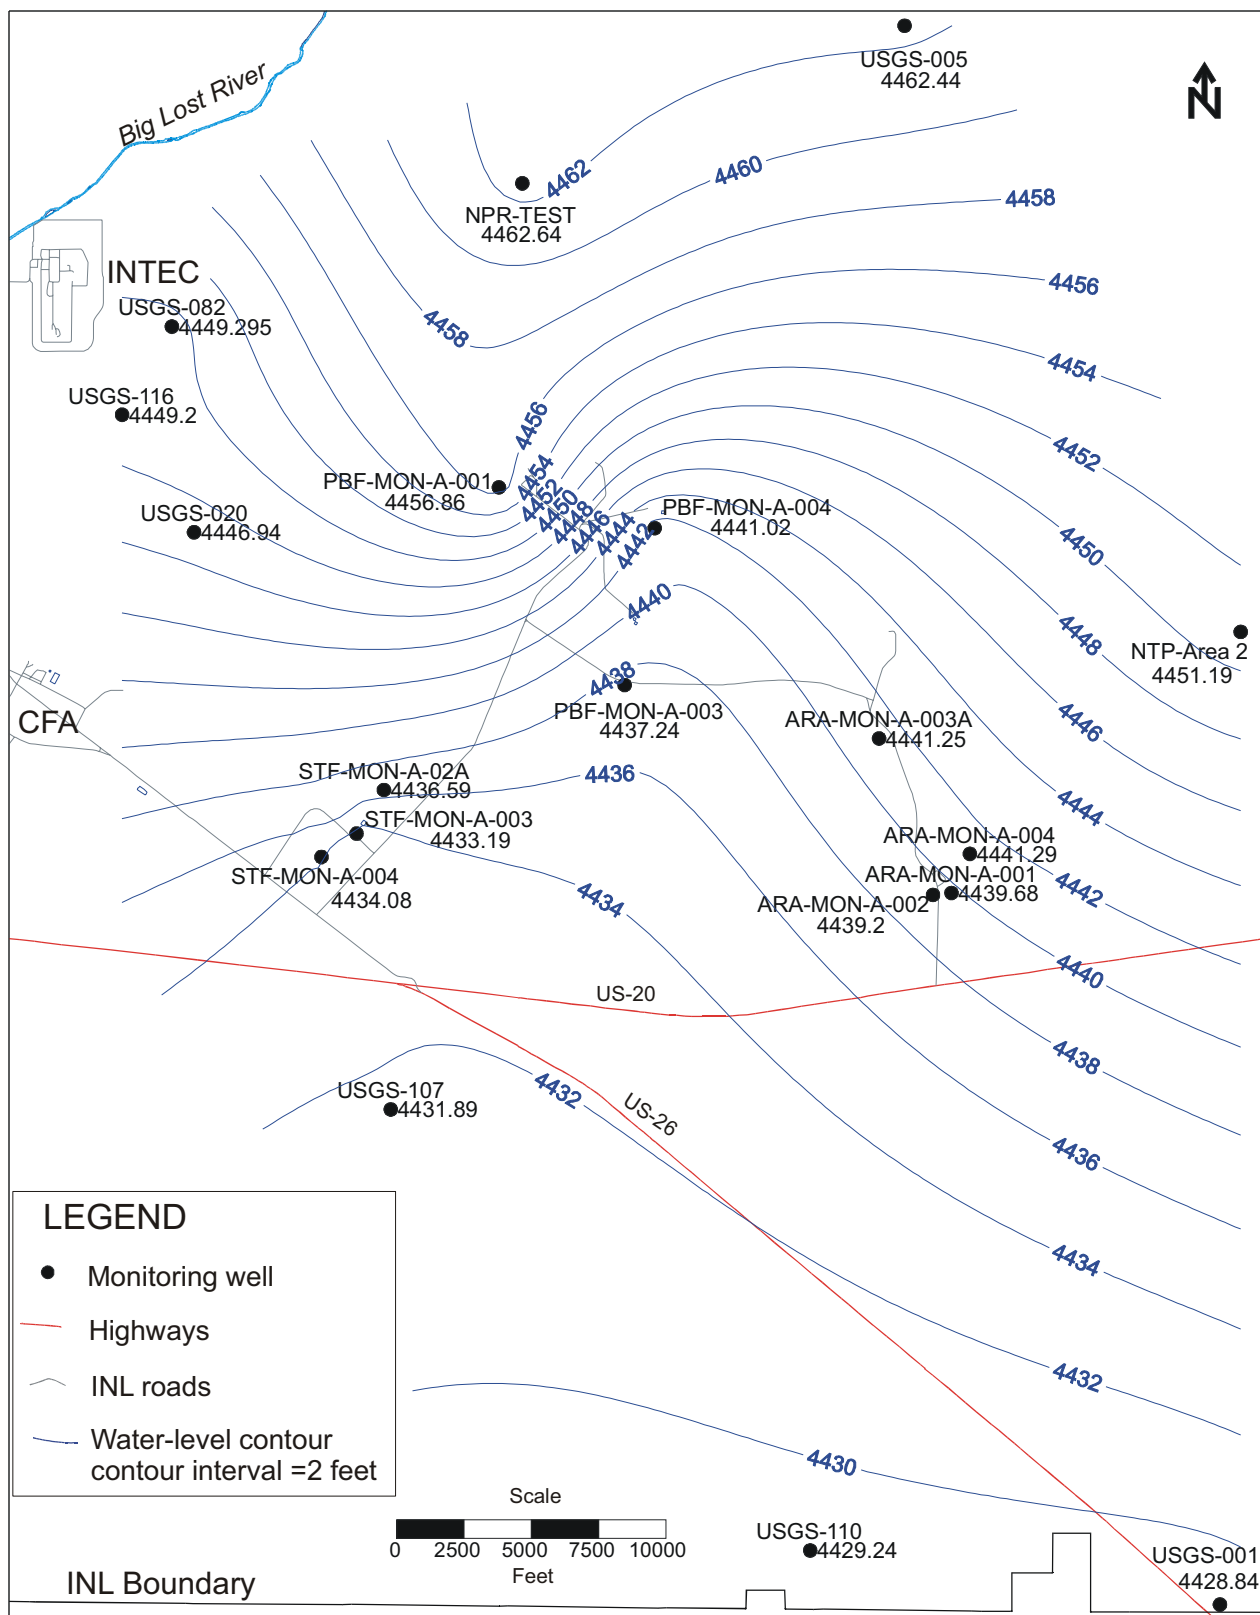 USGS-005
4462.44
N
Big Lost River
4462
4460
NPR-TEST
4462.64
4458
INTEC
4456
USGS-082
4449.295
4458
4454
USGS-116
4449.2
4456
4452
4454
PBF-MON-A-001
4456.86
4452
4450
4448
4446
4444
4442
PBF-MON-A-004
4441.02
USGS-020
4446.94
4450
4440
4448
NTP-Area 2
4451.19
4438
PBF-MON-A-003
4437.24
CFA
ARA-MON-A-003A
4441.25
4446
STF-MON-A-02A
4436.59
4436
4444
STF-MON-A-003
4433.19
ARA-MON-A-004
4441.29
STF-MON-A-004
4434.08
ARA-MON-A-001
4439.68
ARA-MON-A-002
4439.2
4434
4442
4440
US-20
4438
USGS-107
4431.89
4432
US-26
4436
LEGEND
Monitoring well
Highways
INL roads
Water-level contour
contour interval =2 feet
4434
4432
4430
Scale
0 2500 5000 7500 10000
Feet
USGS-110
4429.24
USGS-001
4428.84
INL Boundary